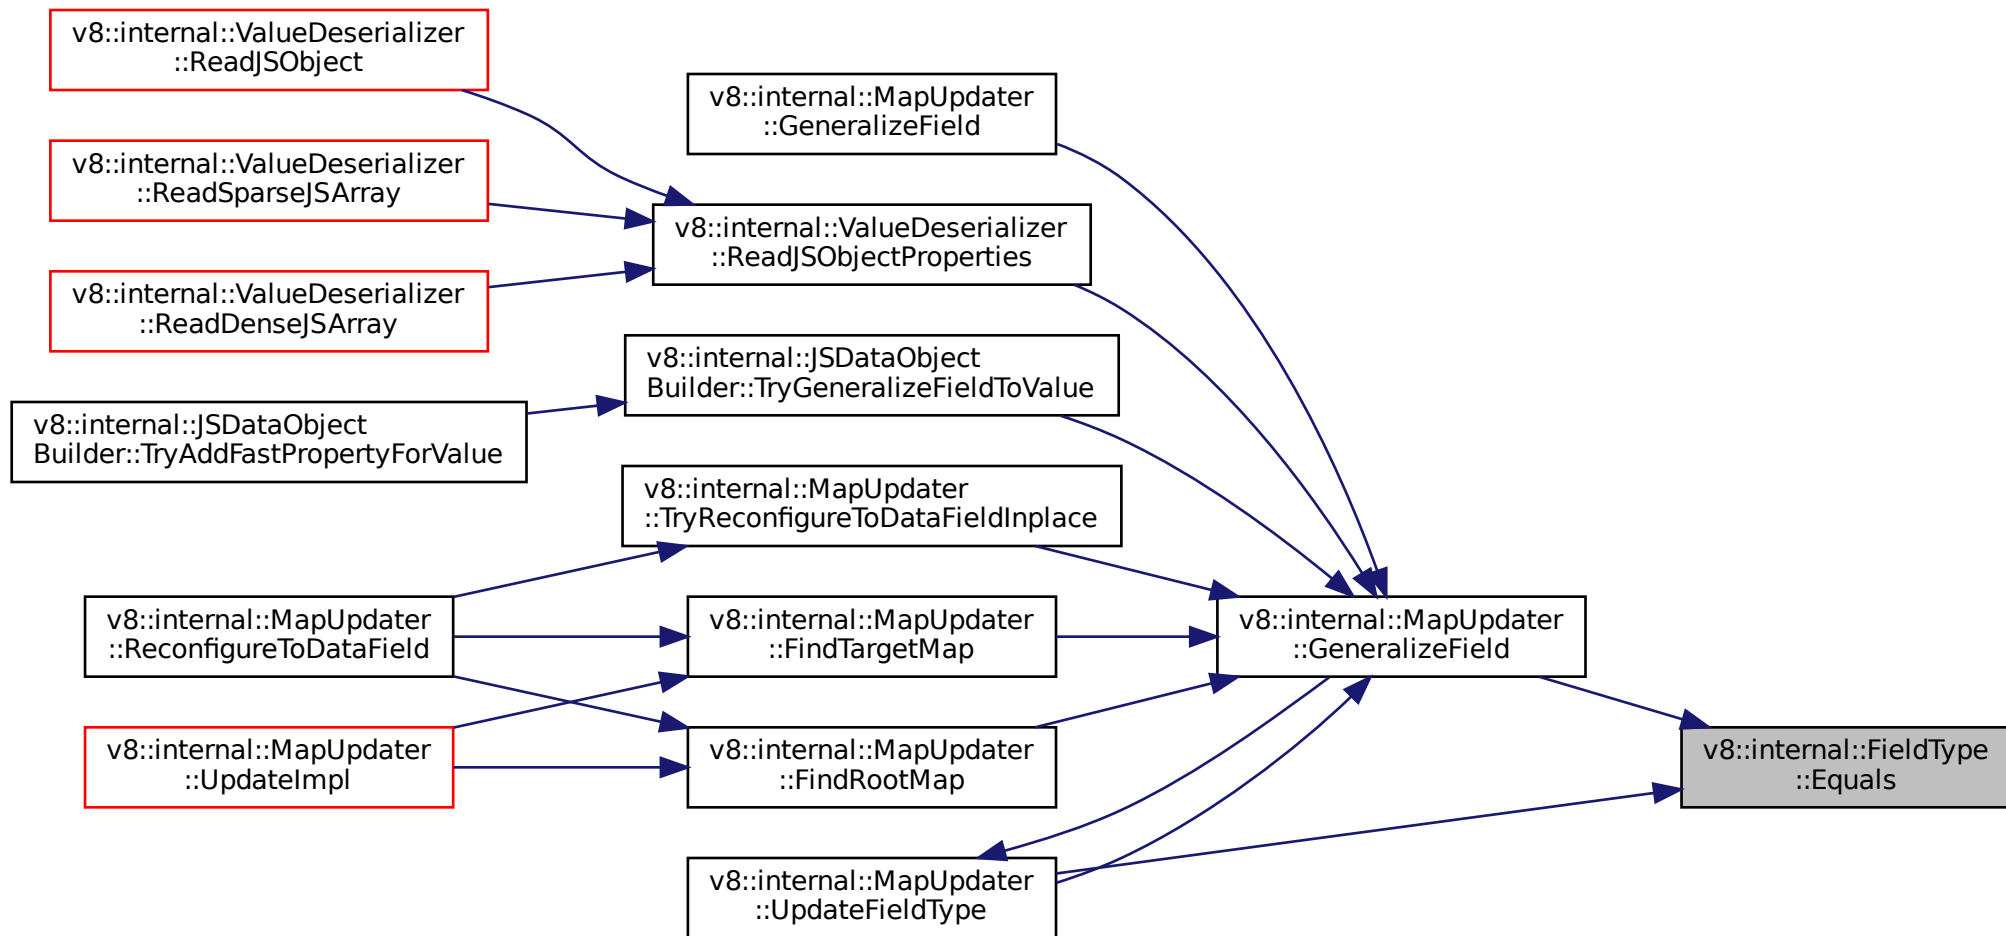 v8::internal::ValueDeserializer
::ReadJSObject
v8::internal::ValueDeserializer
::ReadSparseJSArray
v8::internal::ValueDeserializer
::ReadDenseJSArray
v8::internal::JSDataObject
Builder::TryAddFastPropertyForValue
v8::internal::MapUpdater
::ReconfigureToDataField
v8::internal::MapUpdater
::UpdateImpl
v8::internal::MapUpdater
::GeneralizeField
v8::internal::ValueDeserializer
::ReadJSObjectProperties
v8::internal::JSDataObject
Builder::TryGeneralizeFieldToValue
v8::internal::MapUpdater
::TryReconfigureToDataFieldInplace
v8::internal::MapUpdater
::FindTargetMap
v8::internal::MapUpdater
::FindRootMap
v8::internal::MapUpdater
::UpdateFieldType
v8::internal::MapUpdater
::GeneralizeField
v8::internal::FieldType
::Equals